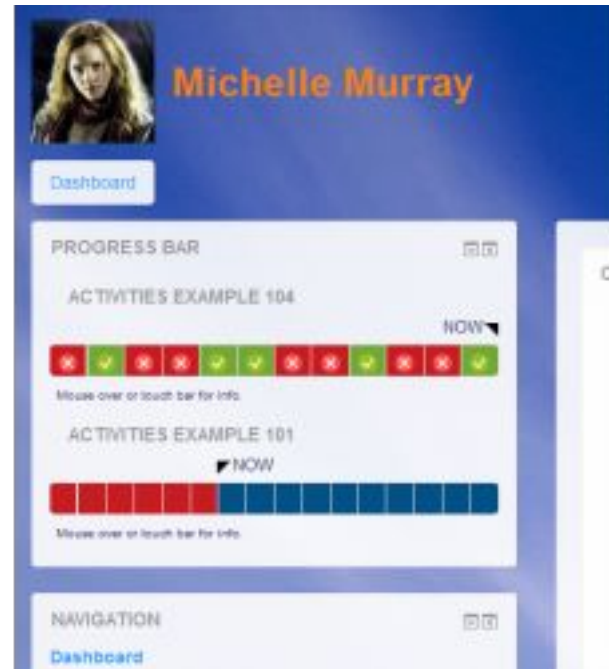 Michelle Murray
Dashboard
PROGRESS BAR
ACTIVITIES EXAMPLE 104
NOW
Mouse over or touch bar for info.
ACTIVITIES EXAMPLE 101
NOW
Mouse over or touch bar for info.
NAVIGATION
Dashboard